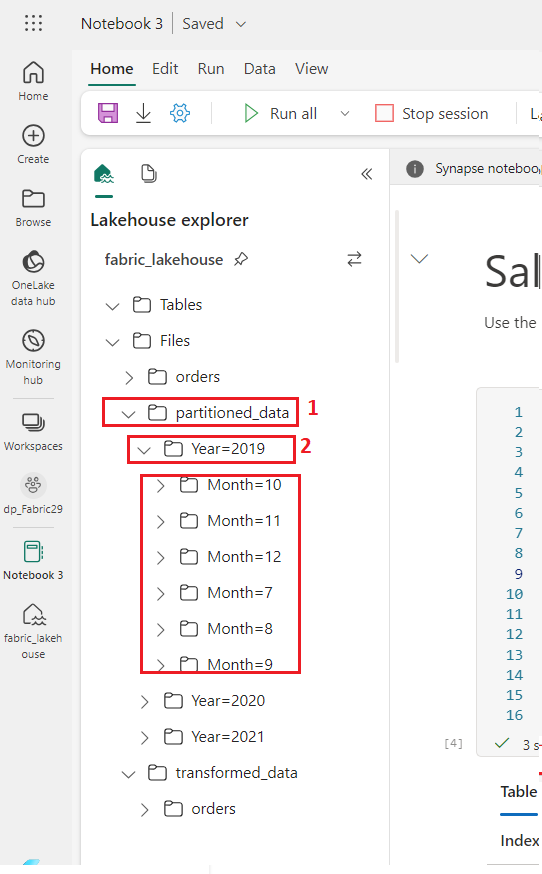 Notebook 3 Saved
Home Edit Run Data View
Run all Stop session
Home
Create
Browse
OneLake
data hub
Monitoring
hub
Workspaces
dp_Fabric29
Notebook 3
fabric_lakeh
ouse
Lakehouse explorer
fabric_lakehouse
Tables
Files
orders
partitioned_data 1
Year=2019 2
Month=10
Month=11
Month=12
Month=7
Month=8
Month=9
Year=2020
Year=2021
transformed_data
orders
Synapse
Use the
1
2
3
4
5
6
7
8
9
10
11
12
13
14
15
16
[4] 3 s
Table
Index